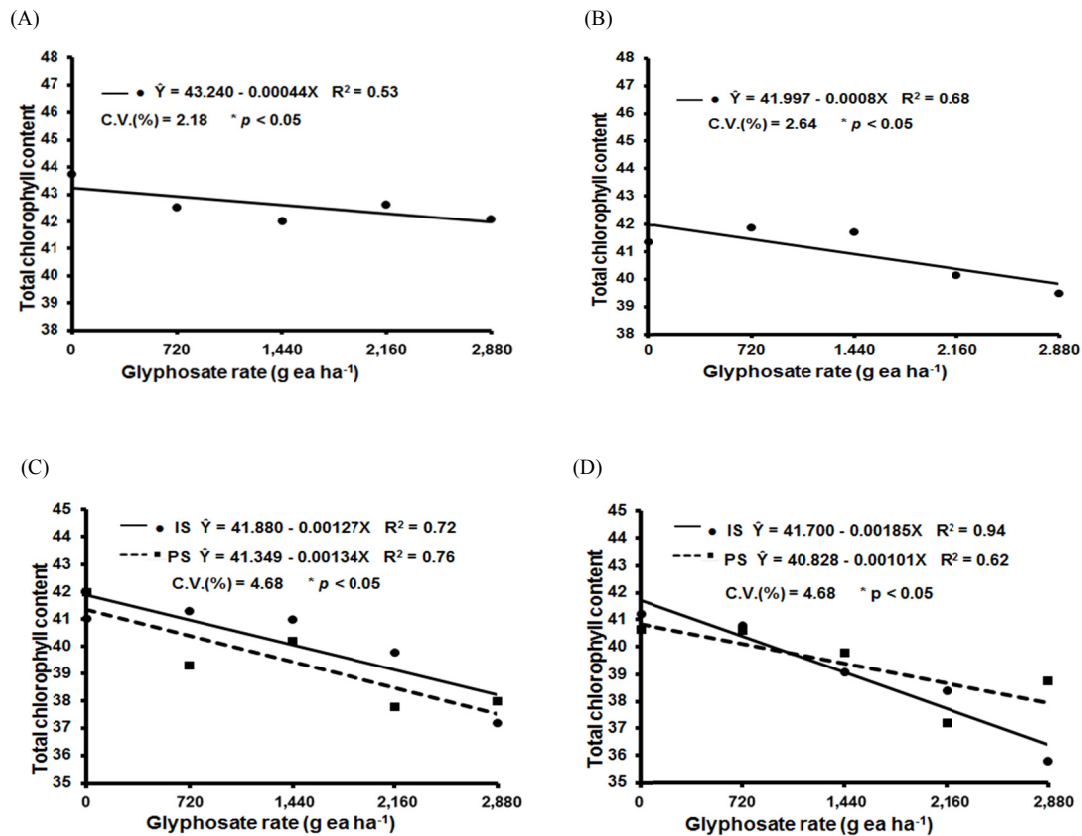 (A)
Total chlorophyll content
48
47
46
45
44
43
42
41
40
39
38
Ŷ = 43.240 - 0.00044X R² = 0.53
C.V.(%) = 2.18 * p < 0.05
0 720 1,440 2,160 2,880
Glyphosate rate (g ea ha⁻¹)
(B)
Total chlorophyll content
48
47
46
45
44
43
42
41
40
39
38
Ŷ = 41.997 - 0.0008X R² = 0.68
C.V.(%) = 2.64 * p < 0.05
0 720 1,440 2,160 2,880
Glyphosate rate (g ea ha⁻¹)
(C)
Total chlorophyll content
45
44
43
42
41
40
39
38
37
36
35
IS Ŷ = 41.880 - 0.00127X R² = 0.72
PS Ŷ = 41.349 - 0.00134X R² = 0.76
C.V.(%) = 4.68 * p < 0.05
0 720 1,440 2,160 2,880
Glyphosate rate (g ea ha⁻¹)
(D)
Total chlorophyll content
45
44
43
42
41
40
39
38
37
36
35
IS Ŷ = 41.700 - 0.00185X R² = 0.94
PS Ŷ = 40.828 - 0.00101X R² = 0.62
C.V.(%) = 4.68 * p < 0.05
0 720 1,440 2,160 2,880
Glyphosate rate (g ea ha⁻¹)